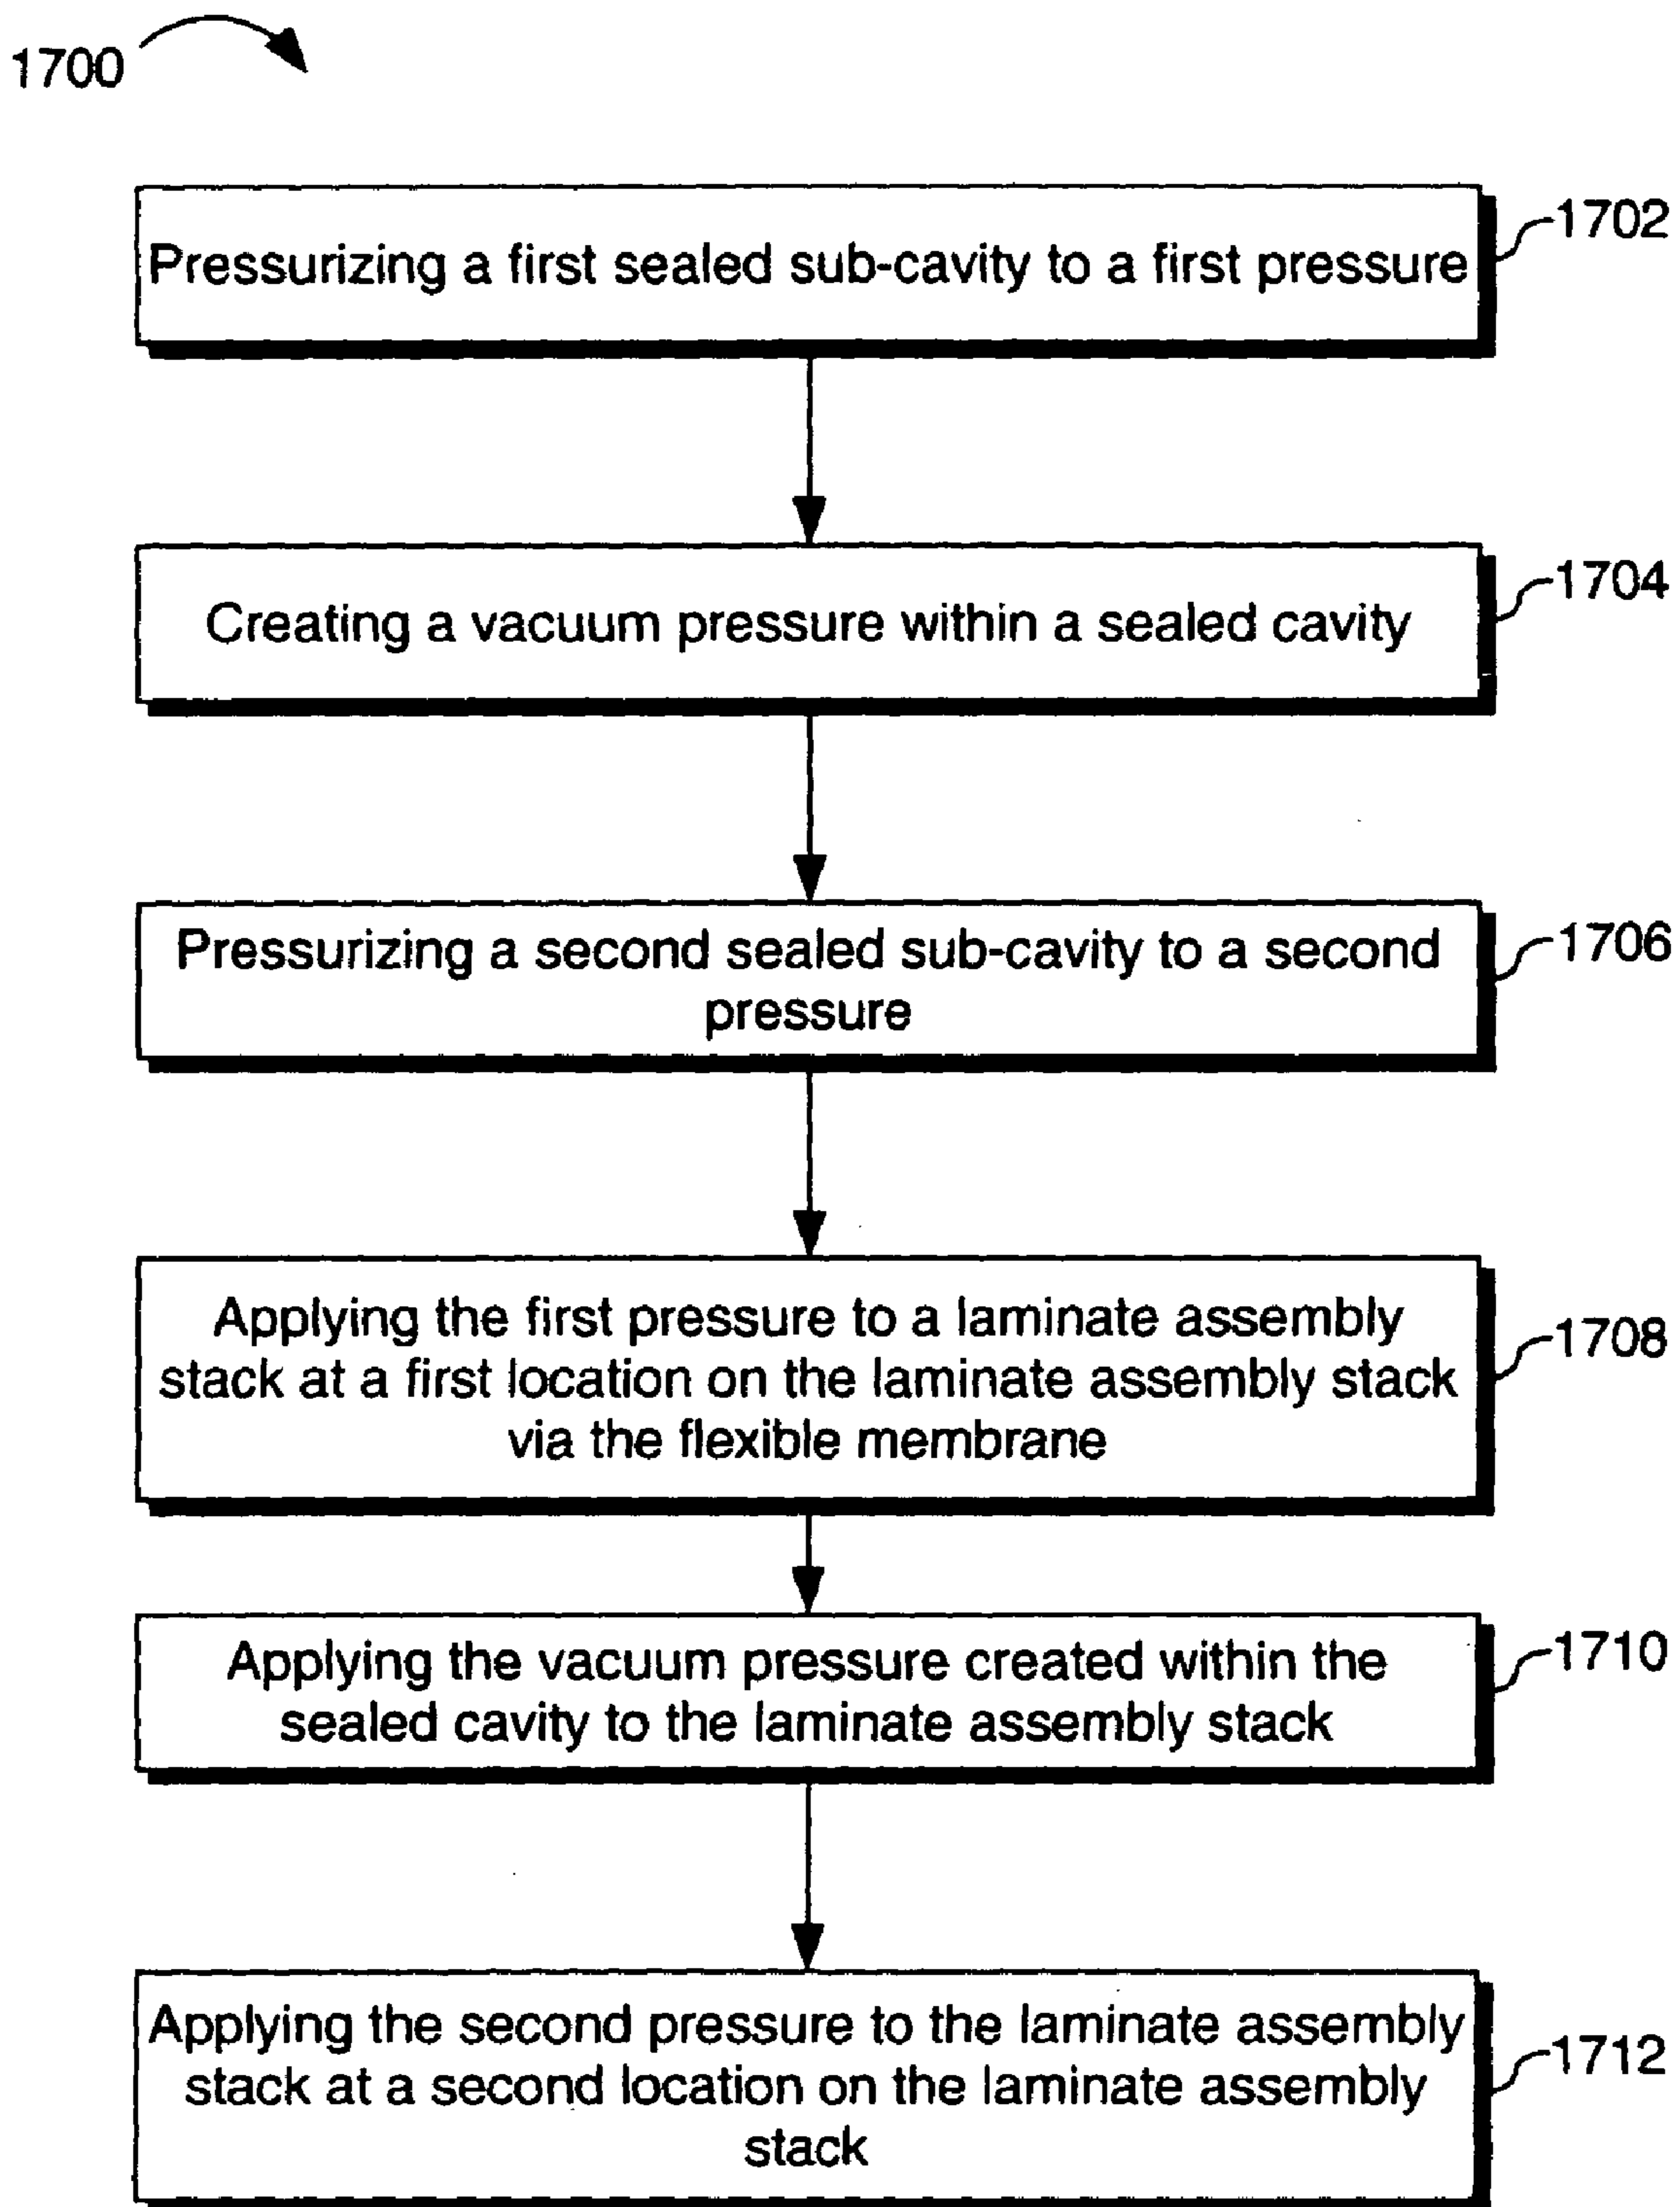 1700
Pressurizing a first sealed sub-cavity to a first pressure
1702
Creating a vacuum pressure within a sealed cavity
1704
Pressurizing a second sealed sub-cavity to a second
pressure
1706
Applying the first pressure to a laminate assembly
stack at a first location on the laminate assembly stack
via the flexible membrane
1708
Applying the vacuum pressure created within the
sealed cavity to the laminate assembly stack
1710
Applying the second pressure to the laminate assembly
stack at a second location on the laminate assembly
stack
1712